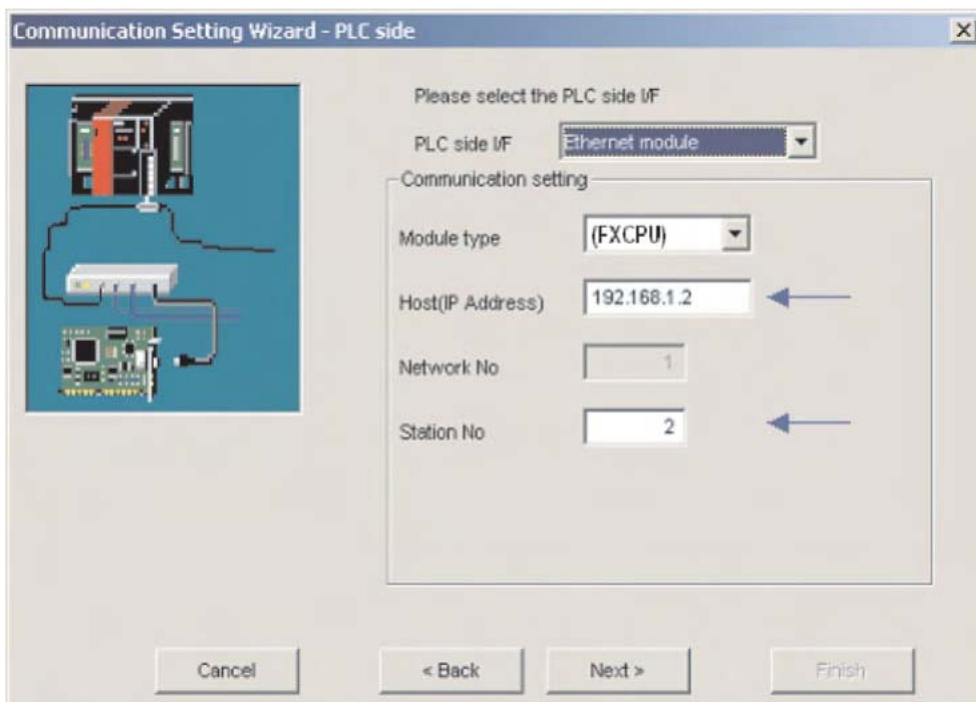 Communication Setting Wizard - PLC side
Please select the PLC side I/F
PLC side I/F Ethernet module
Communication setting
Module type (FXCPU)
Host(IP Address) 192.168.1.2
Network No 1
Station No 2
Cancel < Back Next > Finish